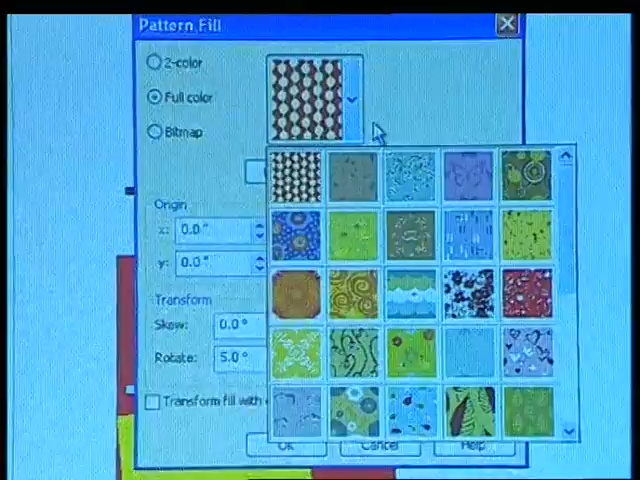 Pattern Fill
2-color
Full color
Bitmap
Origin
x: 0.0"
y: 0.0"
Transform
Skew: 0.0°
Rotate: 5.0°
Transform fill with
OK
Cancel
Help